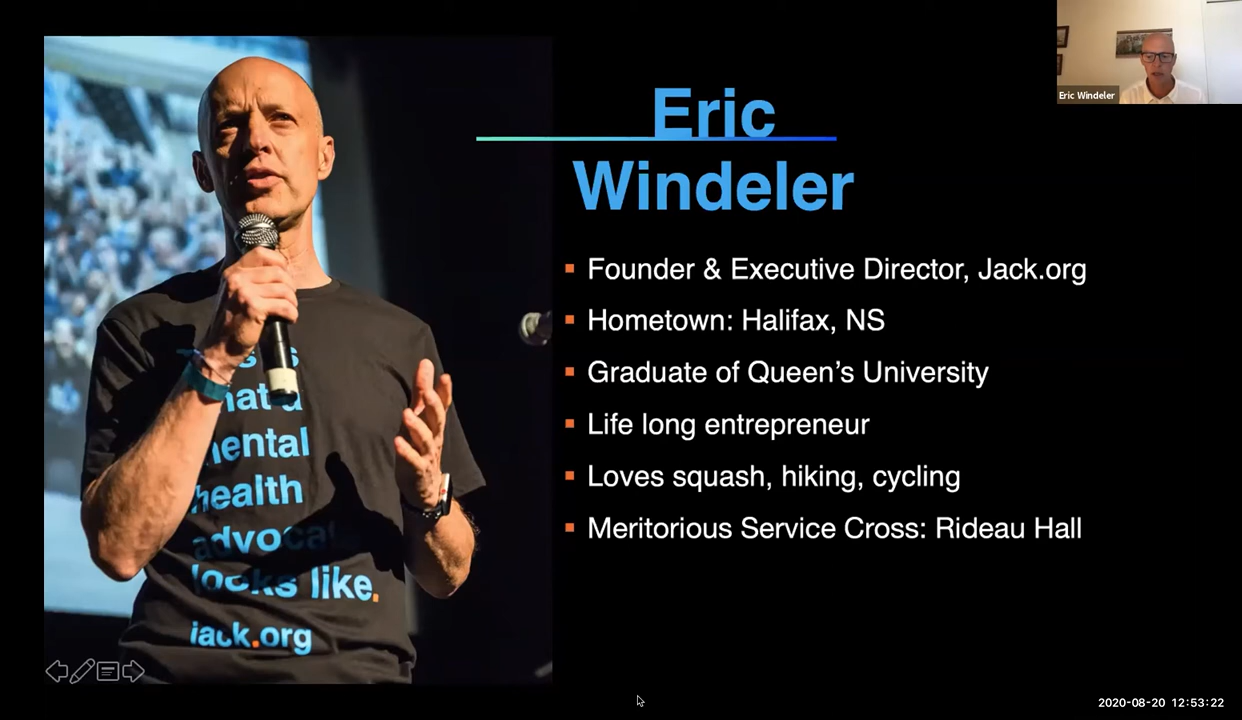 Eric
Windeler
Founder & Executive Director, Jack.org
Hometown: Halifax, NS
Graduate of Queen's University
Life long entrepreneur
Loves squash, hiking, cycling
Meritorious Service Cross: Rideau Hall
mental
health
looks like.
jack.org
Eric Windeler
2020-08-20 12:53:22